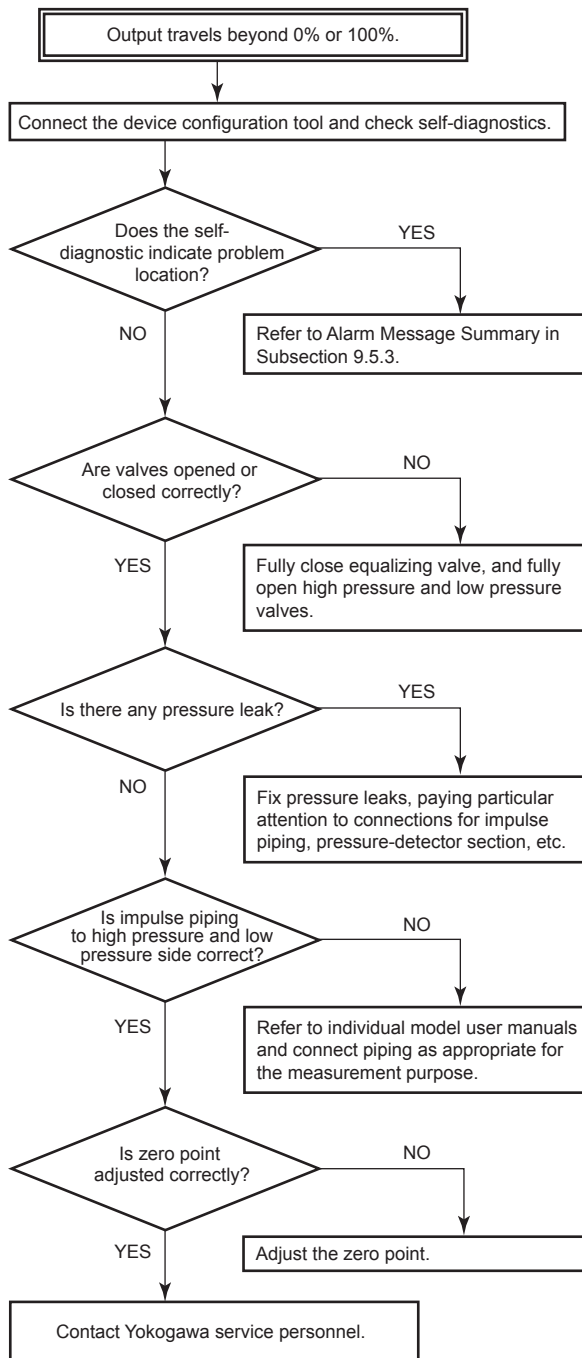 Output travels beyond 0% or 100%.
Connect the device configuration tool and check self-diagnostics.
Does the self-
diagnostic indicate problem
location?
YES
NO
Refer to Alarm Message Summary in
Subsection 9.5.3.
Are valves opened or
closed correctly?
NO
YES
Fully close equalizing valve, and fully
open high pressure and low pressure
valves.
Is there any pressure leak?
YES
NO
Fix pressure leaks, paying particular
attention to connections for impulse
piping, pressure-detector section, etc.
Is impulse piping
to high pressure and low
pressure side correct?
NO
YES
Refer to individual model user manuals
and connect piping as appropriate for
the measurement purpose.
Is zero point
adjusted correctly?
NO
YES
Adjust the zero point.
Contact Yokogawa service personnel.